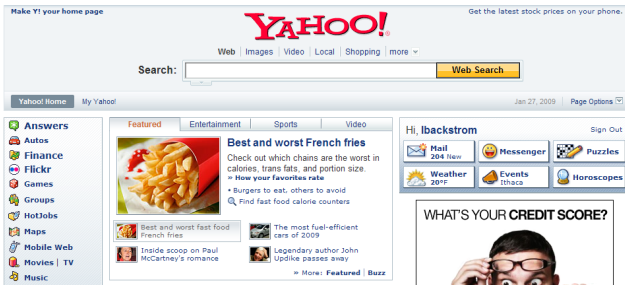 Make Y! your home page
Get the latest stock prices on your phone.
YAHOO!
Web | Images | Video | Local | Shopping | more
Search:
Web Search
Yahoo! Home
My Yahoo!
Jan 27, 2009
Page Options
Answers
Autos
Finance
Flickr
Games
Groups
HotJobs
Maps
Mobile Web
Movies | TV
Music
Featured
Entertainment
Sports
Video
Best and worst French fries
Check out which chains are the worst in
calories, trans fats, and portion size.
» How your favorites rate
• Burgers to eat, others to avoid
Find fast food calorie counters
Best and worst fast food
French fries
The most fuel-efficient
cars of 2009
Inside scoop on Paul
McCartney's romance
Legendary author John
Updike passes away
» More: Featured | Buzz
Hi, lbackstrom
Sign Out
Mail
204 New
Messenger
Puzzles
Weather
20°F
Events
Ithaca
Horoscopes
WHAT'S YOUR CREDIT SCORE?